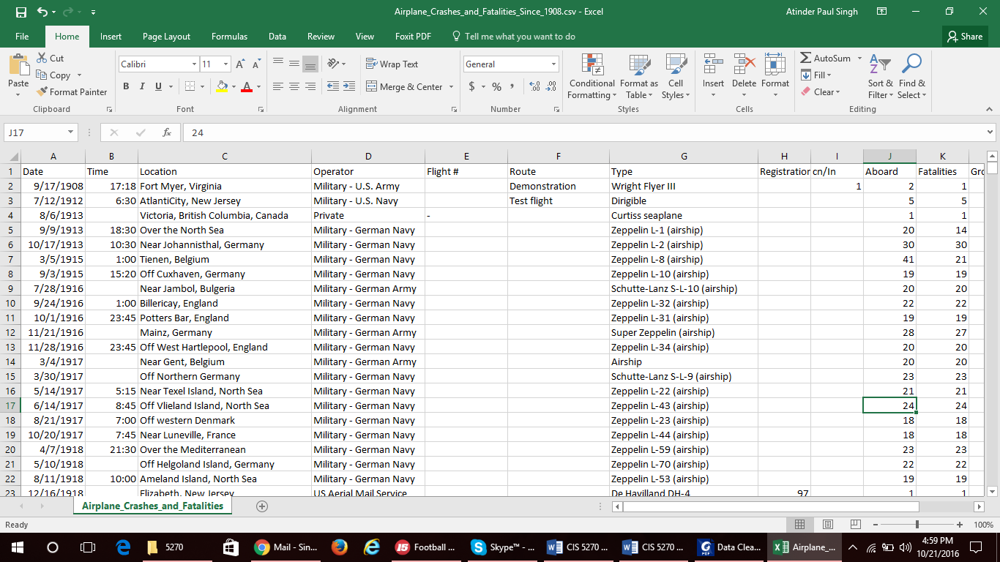 Airplane_Crashes_and_Fatalities_Since_1908.csv - Excel Atinder Paul Singh
File Home Insert Page Layout Formulas Data Review View Foxit PDF Tell me what you want to do Share
Cut Calibri 11 A A Wrap Text General AutoSum
Copy Fill
Paste Format Painter B I U A Merge & Center $ % , Conditional Formatting Format as Table Cell Styles Insert Delete Format Clear Sort & Filter Find & Select
Clipboard Font Alignment Number Styles Cells Editing
J17 fx 24
A B C D E F G H I J K
1 Date Time Location Operator Flight # Route Type Registration cn/In Aboard Fatalities Gro
2 9/17/1908 17:18 Fort Myer, Virginia Military - U.S. Army Demonstration Wright Flyer III 1 2 1
3 7/12/1912 6:30 AtlantiCity, New Jersey Military - U.S. Navy Test flight Dirigible 5 5
4 8/6/1913 Victoria, British Columbia, Canada Private - Curtiss seaplane 1 1
5 9/9/1913 18:30 Over the North Sea Military - German Navy Zeppelin L-1 (airship) 20 14
6 10/17/1913 10:30 Near Johannisthal, Germany Military - German Navy Zeppelin L-2 (airship) 30 30
7 3/5/1915 1:00 Tienen, Belgium Military - German Navy Zeppelin L-8 (airship) 41 21
8 9/3/1915 15:20 Off Cuxhaven, Germany Military - German Navy Zeppelin L-10 (airship) 19 19
9 7/28/1916 Near Jambol, Bulgeria Military - German Army Schutte-Lanz S-L-10 (airship) 20 20
10 9/24/1916 1:00 Billericay, England Military - German Navy Zeppelin L-32 (airship) 22 22
11 10/1/1916 23:45 Potters Bar, England Military - German Navy Zeppelin L-31 (airship) 19 19
12 11/21/1916 Mainz, Germany Military - German Army Super Zeppelin (airship) 28 27
13 11/28/1916 23:45 Off West Hartlepool, England Military - German Navy Zeppelin L-34 (airship) 20 20
14 3/4/1917 Near Gent, Belgium Military - German Army Airship 20 20
15 3/30/1917 Off Northern Germany Military - German Navy Schutte-Lanz S-L-9 (airship) 23 23
16 5/14/1917 5:15 Near Texel Island, North Sea Military - German Navy Zeppelin L-22 (airship) 21 21
17 6/14/1917 8:45 Off Vlieland Island, North Sea Military - German Navy Zeppelin L-43 (airship) 24 24
18 8/21/1917 7:00 Off western Denmark Military - German Navy Zeppelin L-23 (airship) 18 18
19 10/20/1917 7:45 Near Luneville, France Military - German Navy Zeppelin L-44 (airship) 18 18
20 4/7/1918 21:30 Over the Mediterranean Military - German Navy Zeppelin L-59 (airship) 23 23
21 5/10/1918 Off Helgoland Island, Germany Military - German Navy Zeppelin L-70 (airship) 22 22
22 8/11/1918 10:00 Ameland Island, North Sea Military - German Navy Zeppelin L-53 (airship) 19 19
23 12/16/1918 Elizabeth, New Jersey US Aerial Mail Service De Havilland DH-4 97 1 1
Airplane_Crashes_and_Fatalities
Ready 100%
5270 Mail - Sin... Football ... Skype™ - ... CIS 5270 ... CIS 5270 ... Data Clea... Airplane_... 4:59 PM
10/21/2016